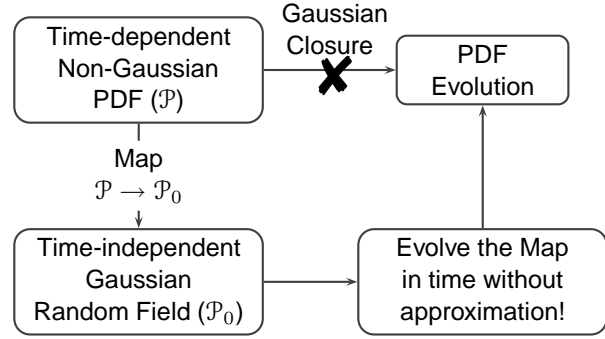 Time-dependent
Non-Gaussian
PDF (𝒫)
Gaussian
Closure
PDF
Evolution
Map
𝒫 → 𝒫₀
Time-independent
Gaussian
Random Field (𝒫₀)
Evolve the Map
in time without
approximation!